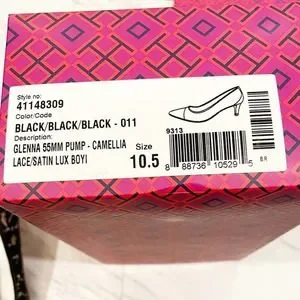 Style no:
41148309
Color/Code
BLACK/BLACK/BLACK - 011
Description:
GLENNA 55MM PUMP - CAMELLIA
LACE/SATIN LUX BOYI
Size
10.5
9313
8 88736 10529 5